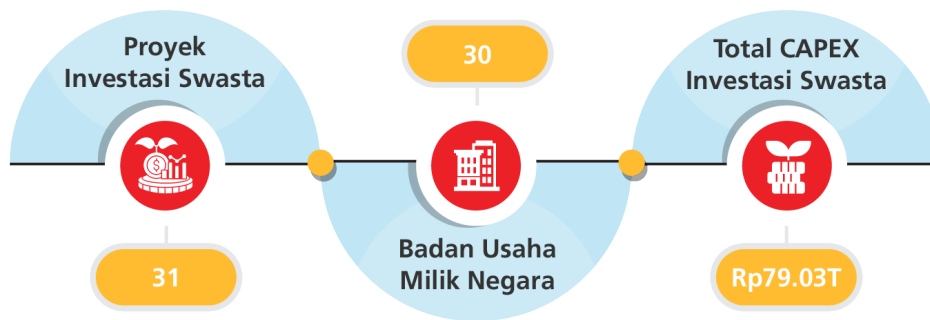 Proyek
Investasi Swasta
31
30
Badan Usaha
Milik Negara
Total CAPEX
Investasi Swasta
Rp79.03T